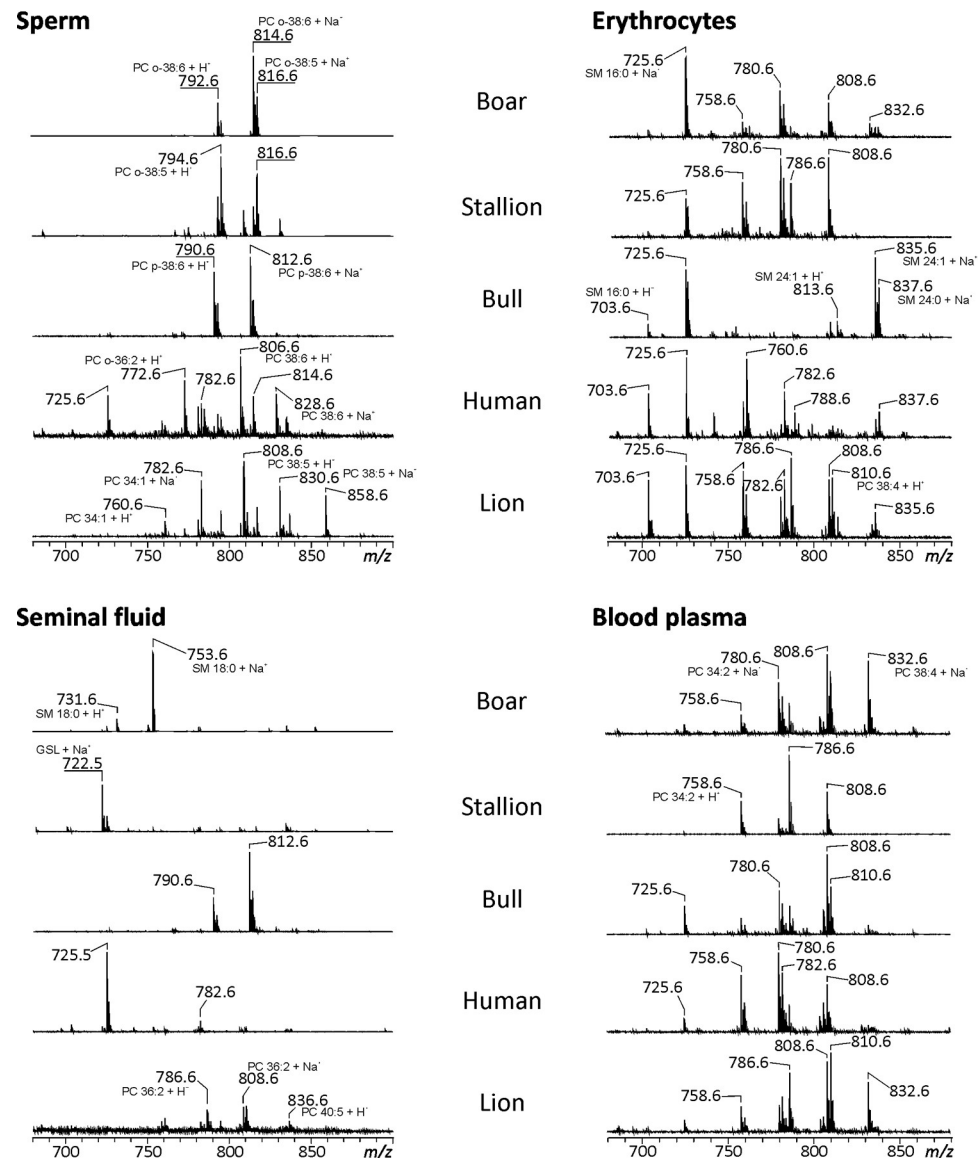 Sperm
PC o-38:6 + Na⁺
814.6
PC o-38:6 + H⁺
PC o-38:5 + Na⁺
792.6
816.6
794.6
816.6
PC o-38:5 + H⁺
790.6
812.6
PC p-38:6 + H⁺
PC p-38:6 + Na⁺
806.6
PC o-36:2 + H⁺
PC 38:6 + H⁺
772.6
782.6
814.6
725.6
828.6
PC 38:6 + Na⁺
808.6
782.6
PC 38:5 + H⁺
PC 34:1 + Na⁺
830.6
PC 38:5 + Na⁺
760.6
858.6
PC 34:1 + H⁺
700
750
800
850
m/z
Boar
Stallion
Bull
Human
Lion
Erythrocytes
725.6
SM 16:0 + Na⁺
780.6
808.6
758.6
832.6
780.6
808.6
758.6
786.6
725.6
835.6
725.6
SM 24:1 + Na⁺
SM 24:1 + H⁺
837.6
SM 16:0 + H⁺
813.6
SM 24:0 + Na⁺
703.6
725.6
760.6
703.6
782.6
788.6
837.6
725.6
786.6
808.6
703.6
758.6
782.6
810.6
PC 38:4 + H⁺
835.6
700
750
800
850
m/z
Seminal fluid
753.6
SM 18:0 + Na⁺
731.6
SM 18:0 + H⁺
GSL + Na⁺
722.5
812.6
790.6
725.5
782.6
PC 36:2 + Na⁺
786.6
808.6
PC 36:2 + H⁺
836.6
PC 40:5 + H⁺
700
750
800
850
m/z
Boar
Stallion
Bull
Human
Lion
Blood plasma
780.6
808.6
832.6
PC 34:2 + Na⁺
PC 38:4 + Na⁺
758.6
786.6
758.6
808.6
PC 34:2 + H⁺
808.6
780.6
810.6
725.6
780.6
758.6
782.6
808.6
725.6
808.6
810.6
786.6
758.6
832.6
700
750
800
850
m/z